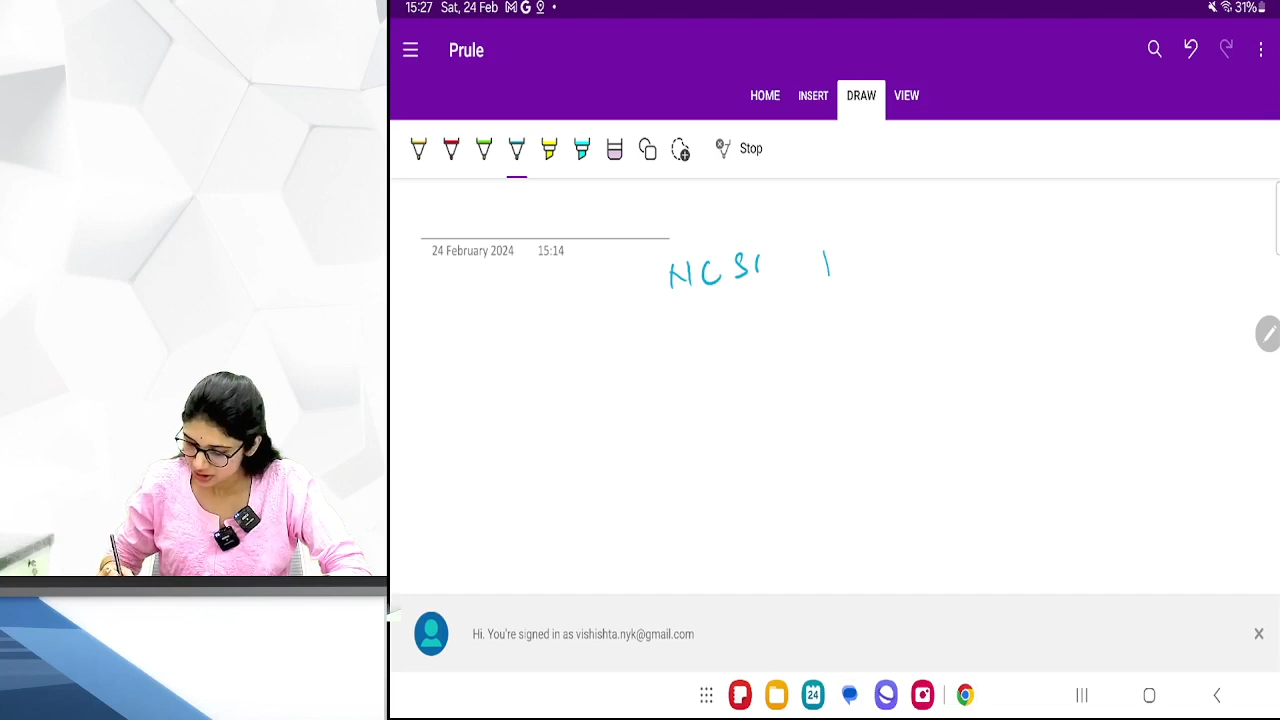 15:27 Sat, 24 Feb
31%
Prule
HOME INSERT DRAW VIEW
Stop
24 February 2024 15:14
Hi. You're signed in as vishishta.nyk@gmail.com
24